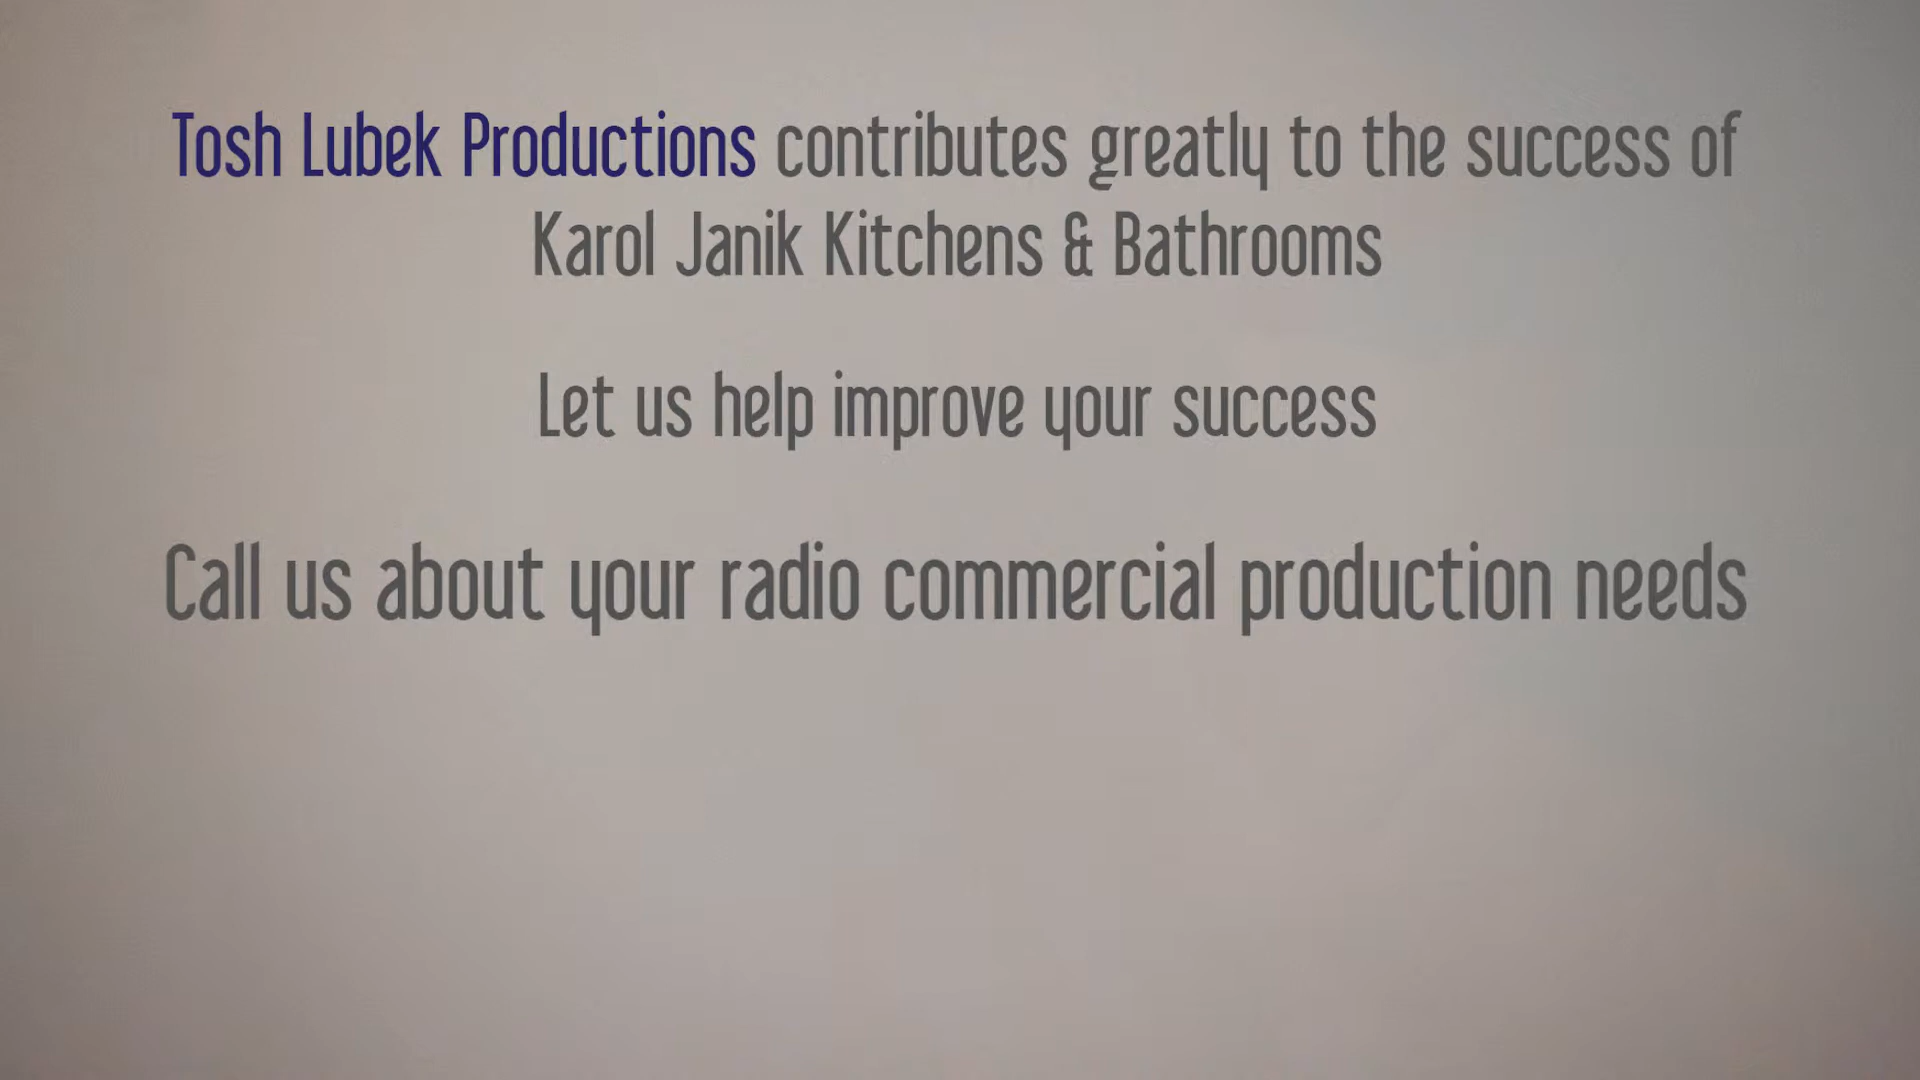 Tosh Lubek Productions contributes greatly to the success of
Karol Janik Kitchens & Bathrooms
Let us help improve your success
Call us about your radio commercial production needs